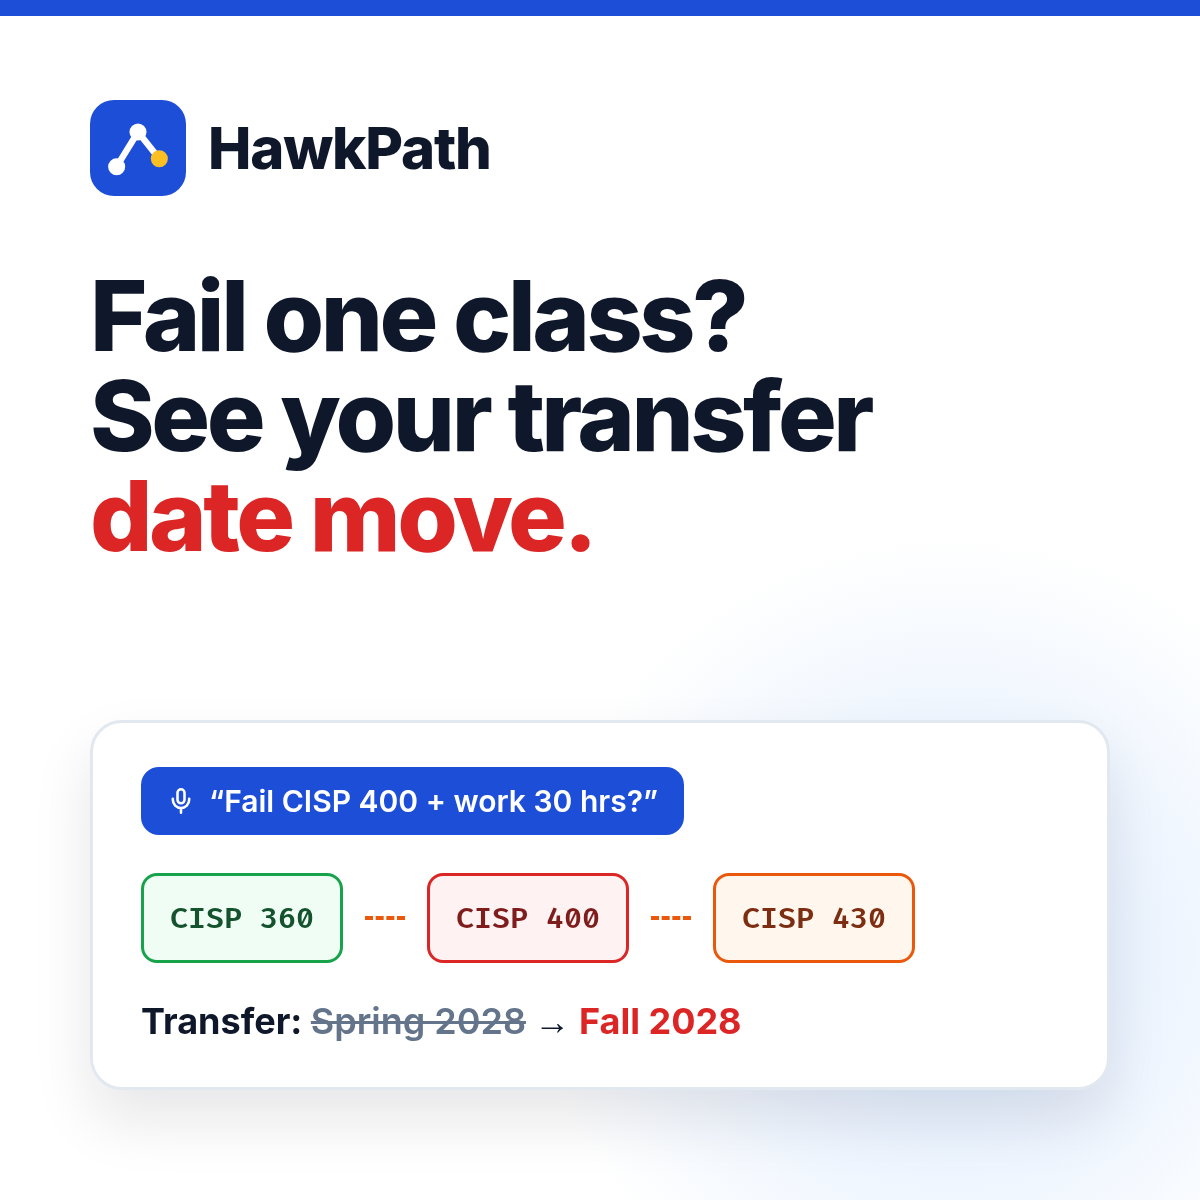 HawkPath
Fail one class?
See your transfer
date move.
“Fail CISP 400 + work 30 hrs?”
CISP 360 CISP 400 CISP 430
Transfer: Spring 2028 → Fall 2028